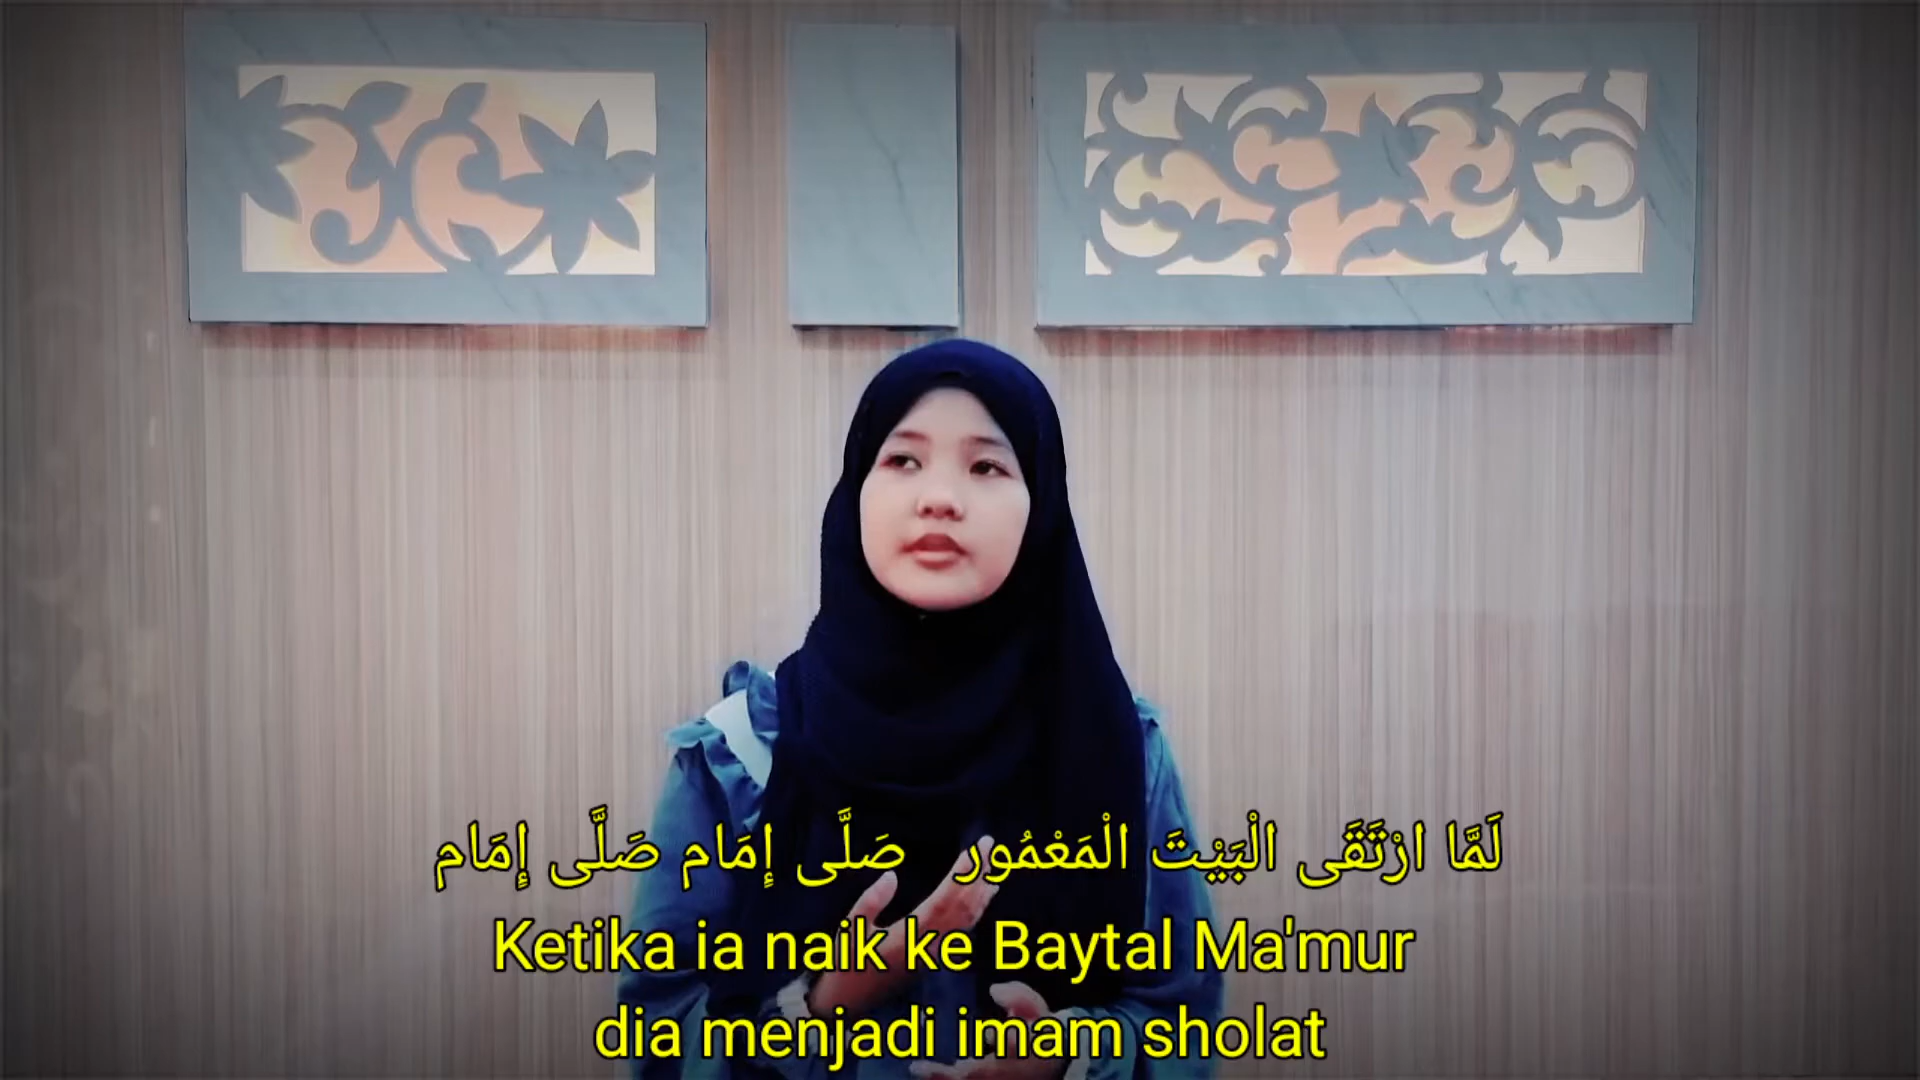 لَمَّا ارْتَقَى الْبَيْتَ الْمَعْمُور صَلَّى إِمَام صَلَّى إِمَام
Ketika ia naik ke Baytal Ma'mur
dia menjadi imam sholat